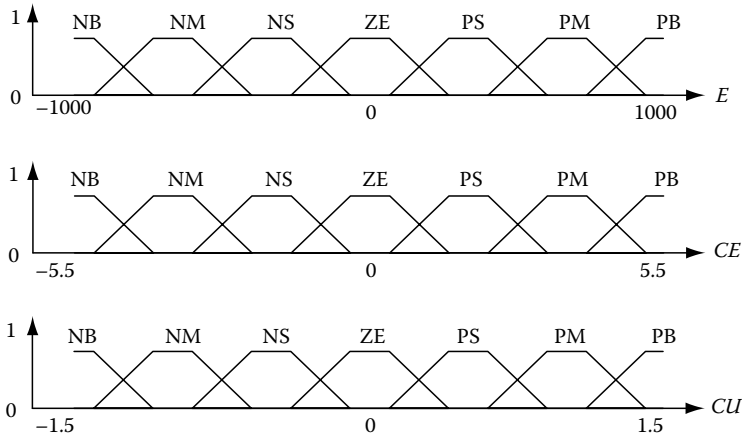 1 NB NM NS ZE PS PM PB
0 −1000 0 1000 E
1 NB NM NS ZE PS PM PB
0 −5.5 0 5.5 CE
1 NB NM NS ZE PS PM PB
0 −1.5 0 1.5 CU